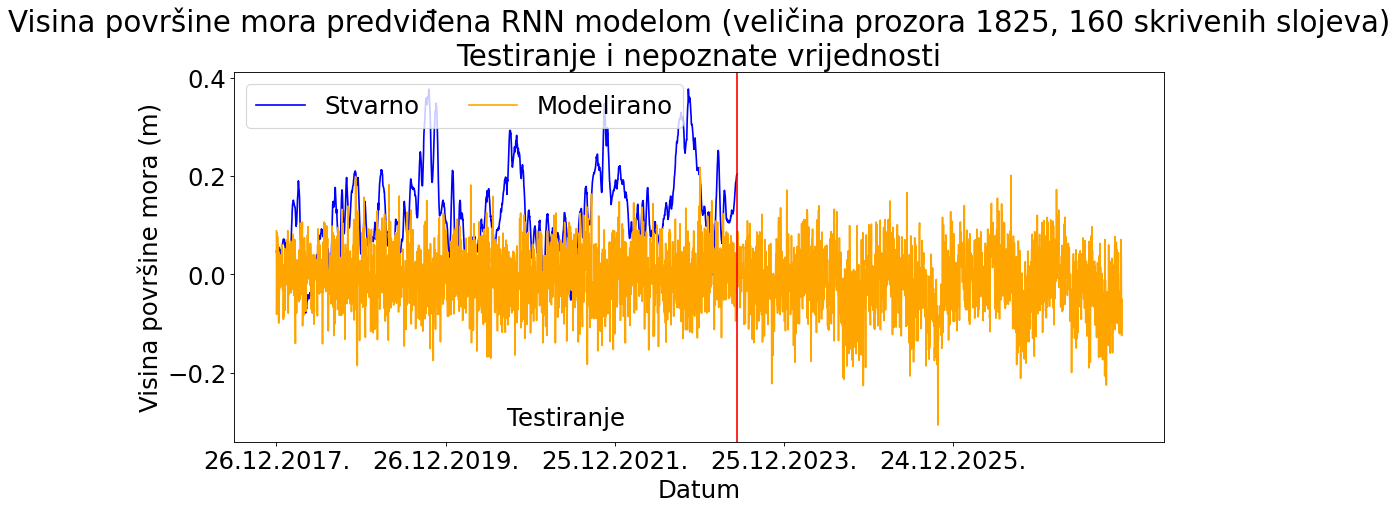 Visina površine mora predviđena RNN modelom (veličina prozora 1825, 160 skrivenih slojeva)
Testiranje i nepoznate vrijednosti
Stvarno Modelirano
Visina površine mora (m)
0.4
0.2
0.0
−0.2
Testiranje
26.12.2017. 26.12.2019. 25.12.2021. 25.12.2023. 24.12.2025.
Datum